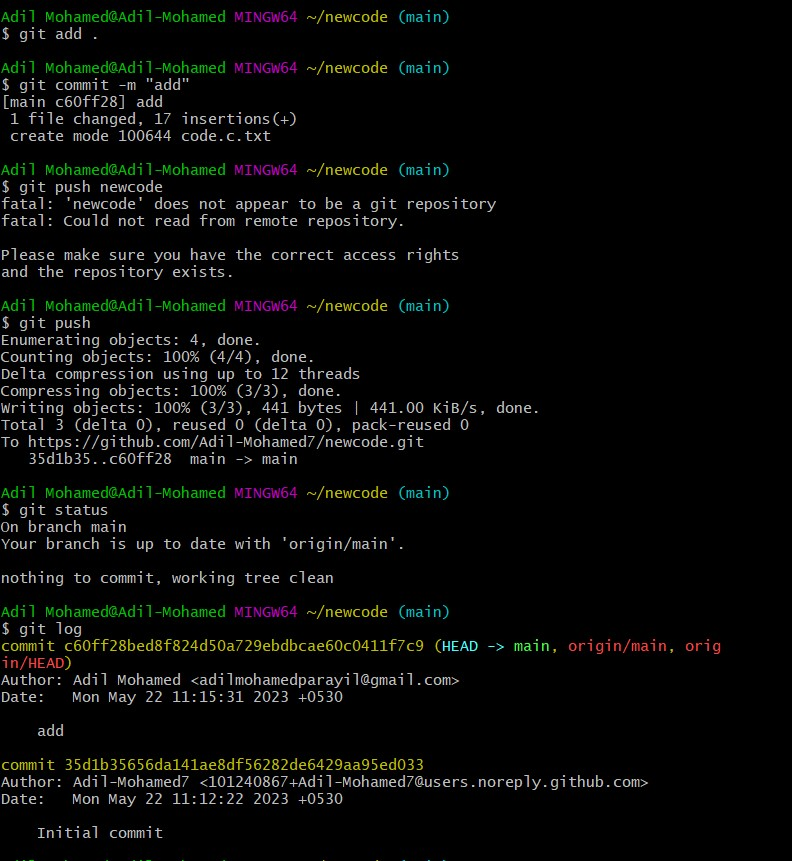 Adil Mohamed@Adil-Mohamed MINGW64 ~/newcode (main)
$ git add .
Adil Mohamed@Adil-Mohamed MINGW64 ~/newcode (main)
$ git commit -m "add"
[main c60ff28] add
 1 file changed, 17 insertions(+)
 create mode 100644 code.c.txt
Adil Mohamed@Adil-Mohamed MINGW64 ~/newcode (main)
$ git push newcode
fatal: 'newcode' does not appear to be a git repository
fatal: Could not read from remote repository.
Please make sure you have the correct access rights
and the repository exists.
Adil Mohamed@Adil-Mohamed MINGW64 ~/newcode (main)
$ git push
Enumerating objects: 4, done.
Counting objects: 100% (4/4), done.
Delta compression using up to 12 threads
Compressing objects: 100% (3/3), done.
Writing objects: 100% (3/3), 441 bytes | 441.00 KiB/s, done.
Total 3 (delta 0), reused 0 (delta 0), pack-reused 0
To https://github.com/Adil-Mohamed7/newcode.git
   35d1b35..c60ff28  main -> main
Adil Mohamed@Adil-Mohamed MINGW64 ~/newcode (main)
$ git status
On branch main
Your branch is up to date with 'origin/main'.
nothing to commit, working tree clean
Adil Mohamed@Adil-Mohamed MINGW64 ~/newcode (main)
$ git log
commit c60ff28bed8f824d50a729ebdbcae60c0411f7c9 (HEAD -> main, origin/main, orig
in/HEAD)
Author: Adil Mohamed <adilmohamedparayil@gmail.com>
Date:   Mon May 22 11:15:31 2023 +0530
    add
commit 35d1b35656da141ae8df56282de6429aa95ed033
Author: Adil-Mohamed7 <101240867+Adil-Mohamed7@users.noreply.github.com>
Date:   Mon May 22 11:12:22 2023 +0530
    Initial commit